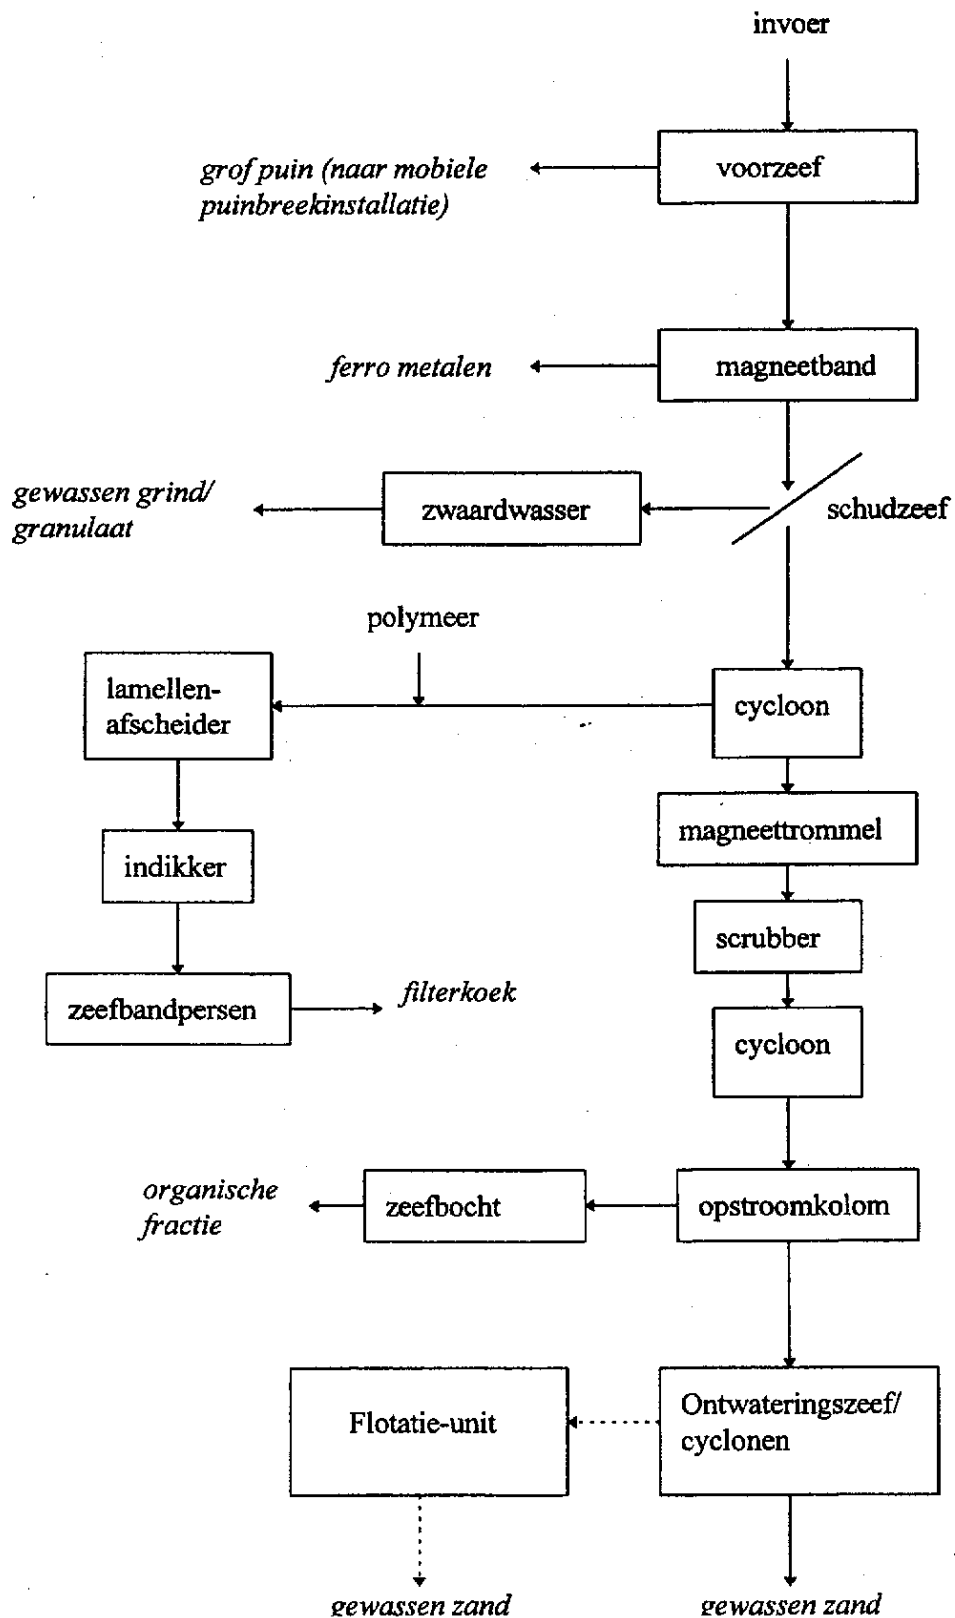 invoer
grof puin (naar mobiele
puinbreekinstallatie)
voorzeef
ferro metalen
magneetband
gewassen grind/
granulaat
zwaardwasser
schudzeef
polymeer
lamellen-
afscheider
cycloon
magneettrommel
indikker
scrubber
zeefbandpersen
filterkoek
cycloon
organische
fractie
zeefbocht
opstroomkolom
Flotatie-unit
Ontwateringszeef/
cyclonen
gewassen zand
gewassen zand